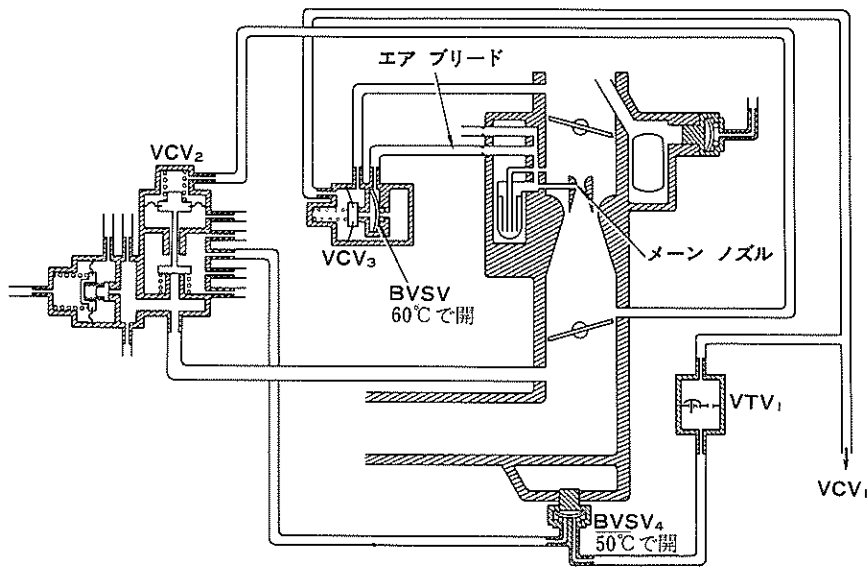 エア ブリード
VCV₂
VCV₃
メーン ノズル
BVSV
60℃で開
VTV₁
VCV₁
BVSV₄
50℃で開